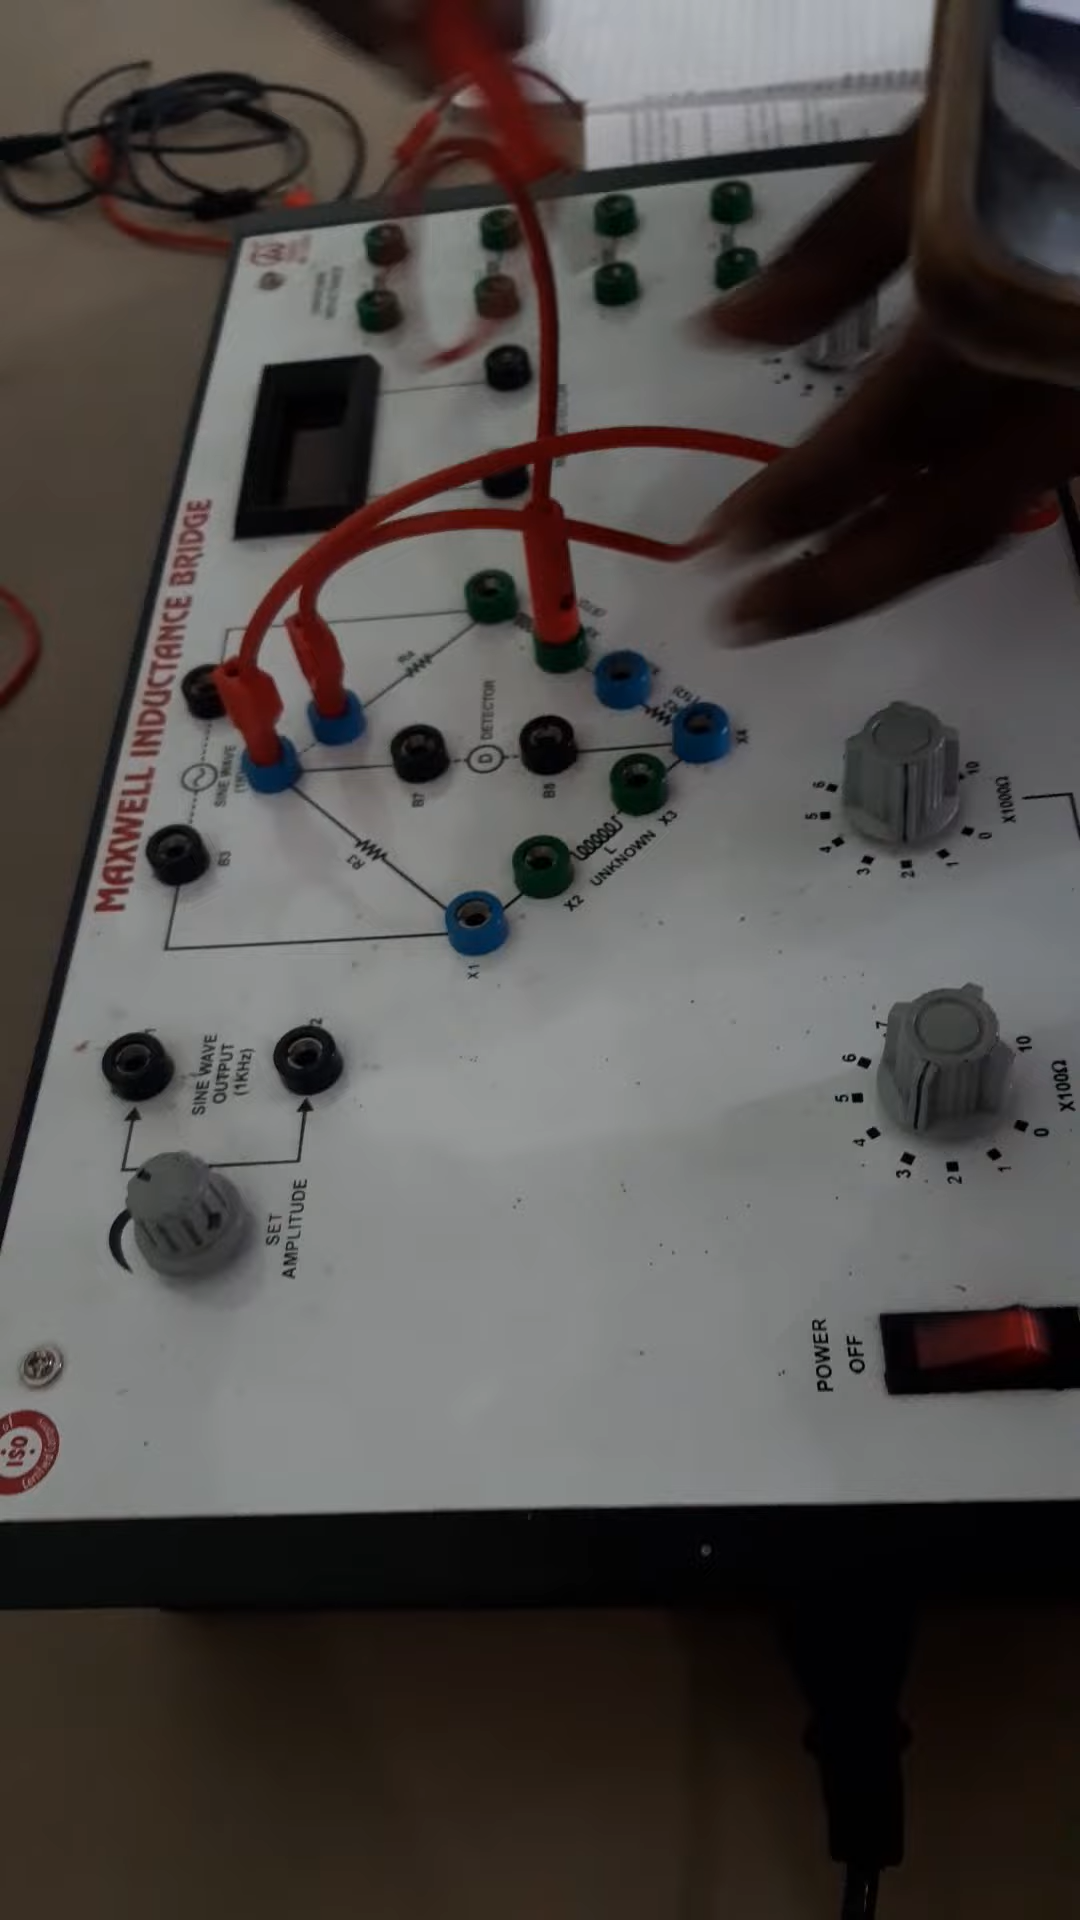 MAXWELL INDUCTANCE BRIDGE
SINE WAVE
B3
R4
R3
DETECTOR
D
B7
B8
X4
X3
L
UNKNOWN
X2
X1
SINE WAVE
OUTPUT
(1KHz)
2
SET
AMPLITUDE
6
5
4
3
2
1
0
10
X1000Ω
7
6
5
4
3
2
1
0
10
X100Ω
POWER
OFF
ISO